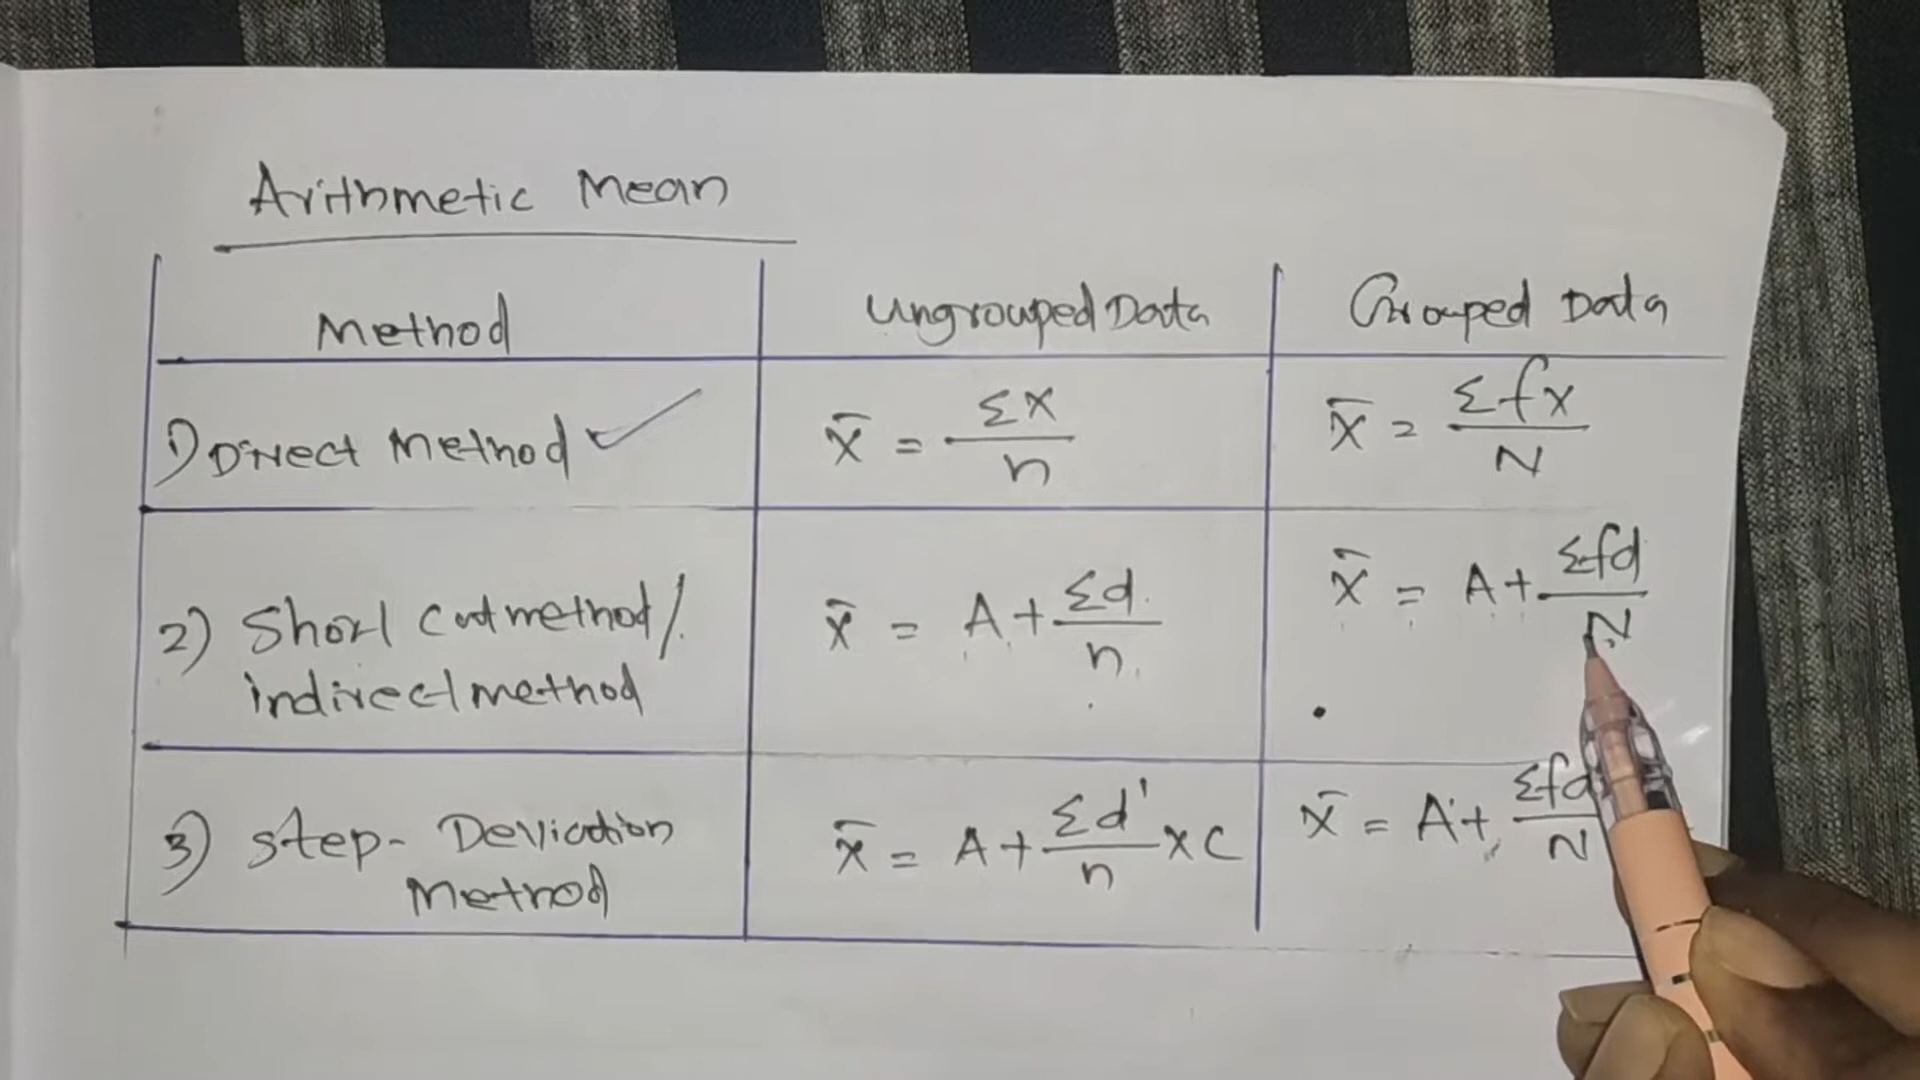 Arithmetic Mean
Method Ungrouped Data Grouped Data
1) Direct Method ✓ x̄ = Σx/n x̄ = Σfx/N
2) Short cut method/ x̄ = A + Σd/n x̄ = A + Σfd/N
indirect method
3) Step-Deviation x̄ = A + Σd'/n × C x̄ = A + Σfd/N
Method